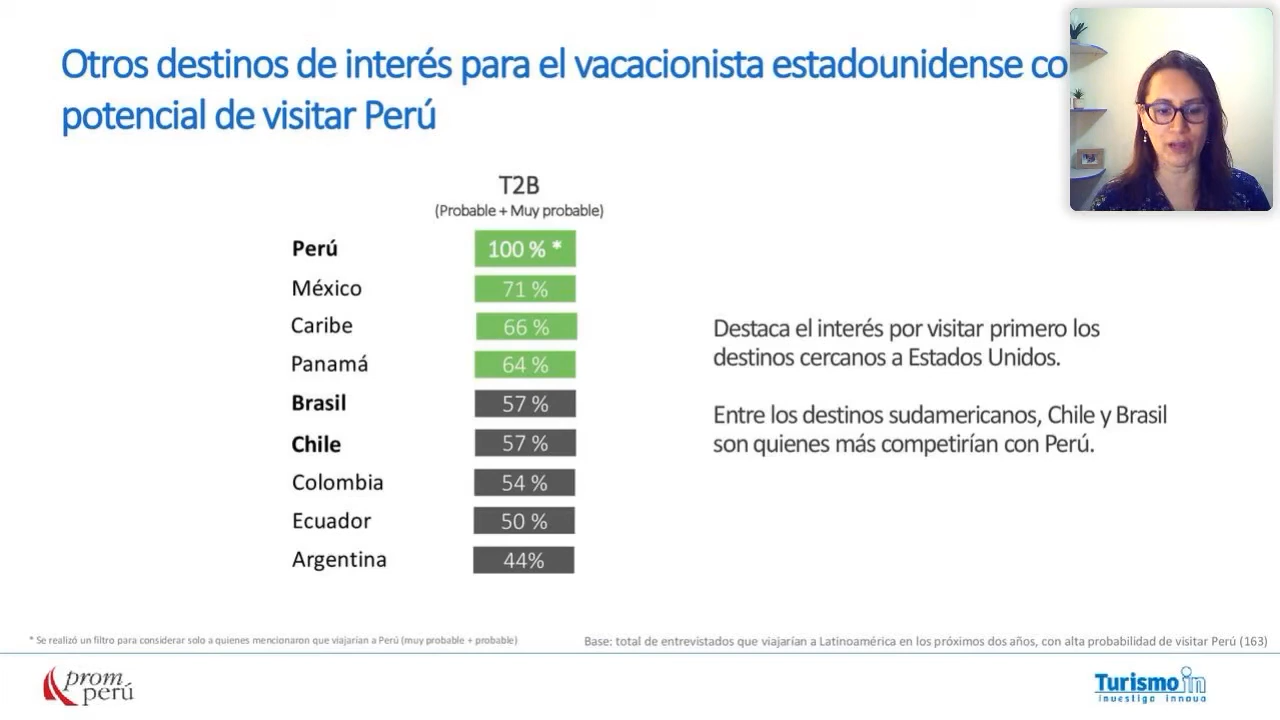 Otros destinos de interés para el vacacionista estadounidense co
potencial de visitar Perú
T2B
(Probable + Muy probable)
Perú 100 % *
México 71 %
Caribe 66 %
Panamá 64 %
Brasil 57 %
Chile 57 %
Colombia 54 %
Ecuador 50 %
Argentina 44%
Destaca el interés por visitar primero los
destinos cercanos a Estados Unidos.
Entre los destinos sudamericanos, Chile y Brasil
son quienes más competirían con Perú.
* Se realizó un filtro para considerar solo a quienes mencionaron que viajarían a Perú (muy probable + probable)
Base: total de entrevistados que viajarían a Latinoamérica en los próximos dos años, con alta probabilidad de visitar Perú (163)
prom
perú
Turismo in
investiga innova